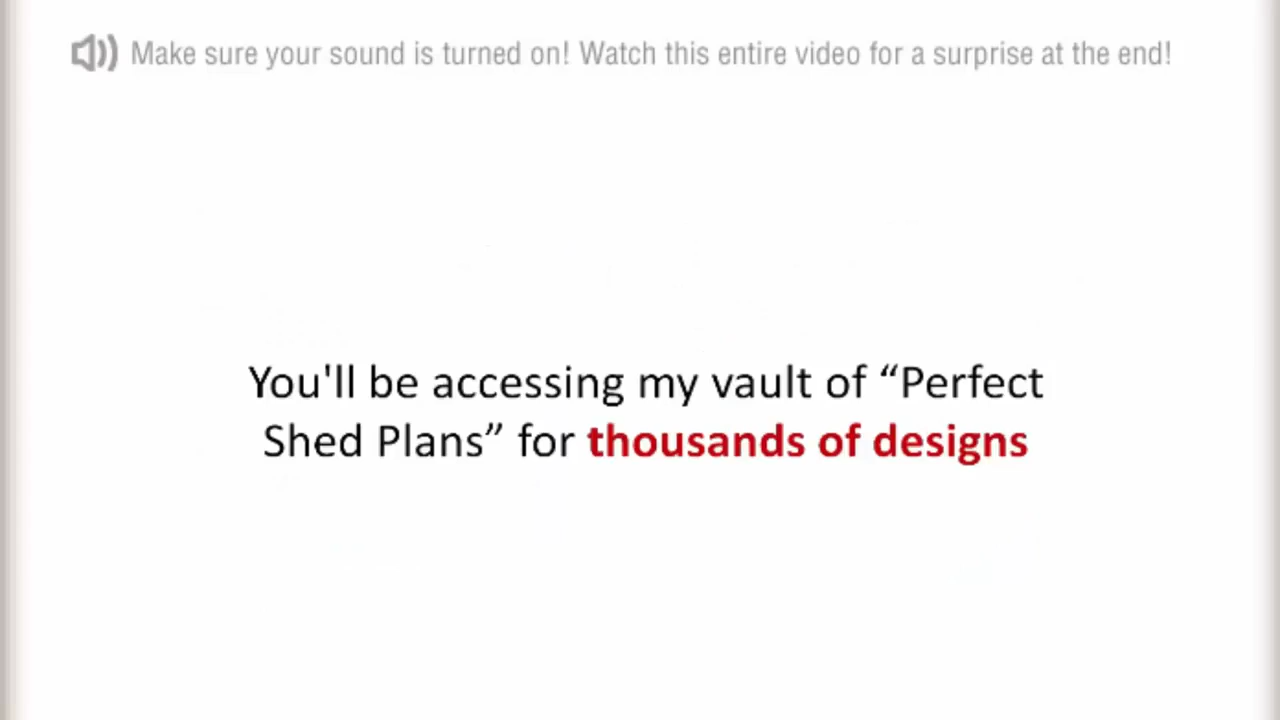 Make sure your sound is turned on! Watch this entire video for a surprise at the end!
You'll be accessing my vault of “Perfect
Shed Plans” for thousands of designs